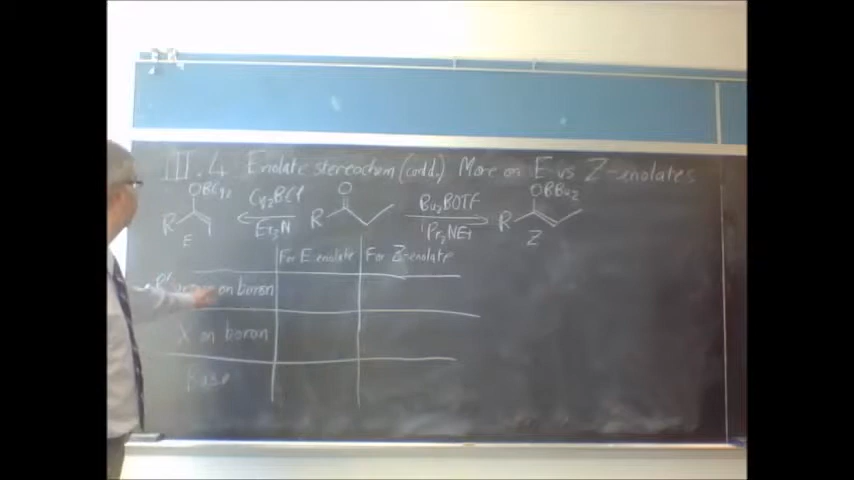 III.4 Enolate stereochem (contd.) More on E vs Z-enolates
OBCy2 Cy2BCl O Bu2BOTf OBBu2
R Et3N R iPr2NEt R
E Z
For E enolate For Z-enolate
on boron
X on boron
Base